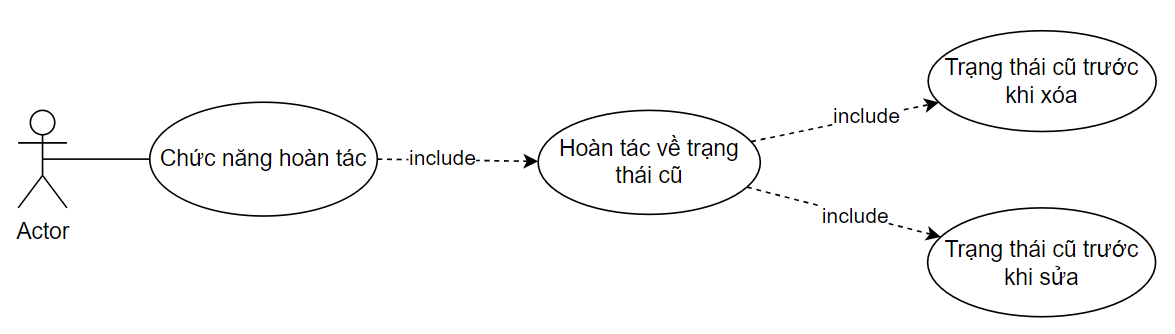 Actor
Chức năng hoàn tác
include
Hoàn tác về trạng
thái cũ
include
Trạng thái cũ trước
khi xóa
include
Trạng thái cũ trước
khi sửa